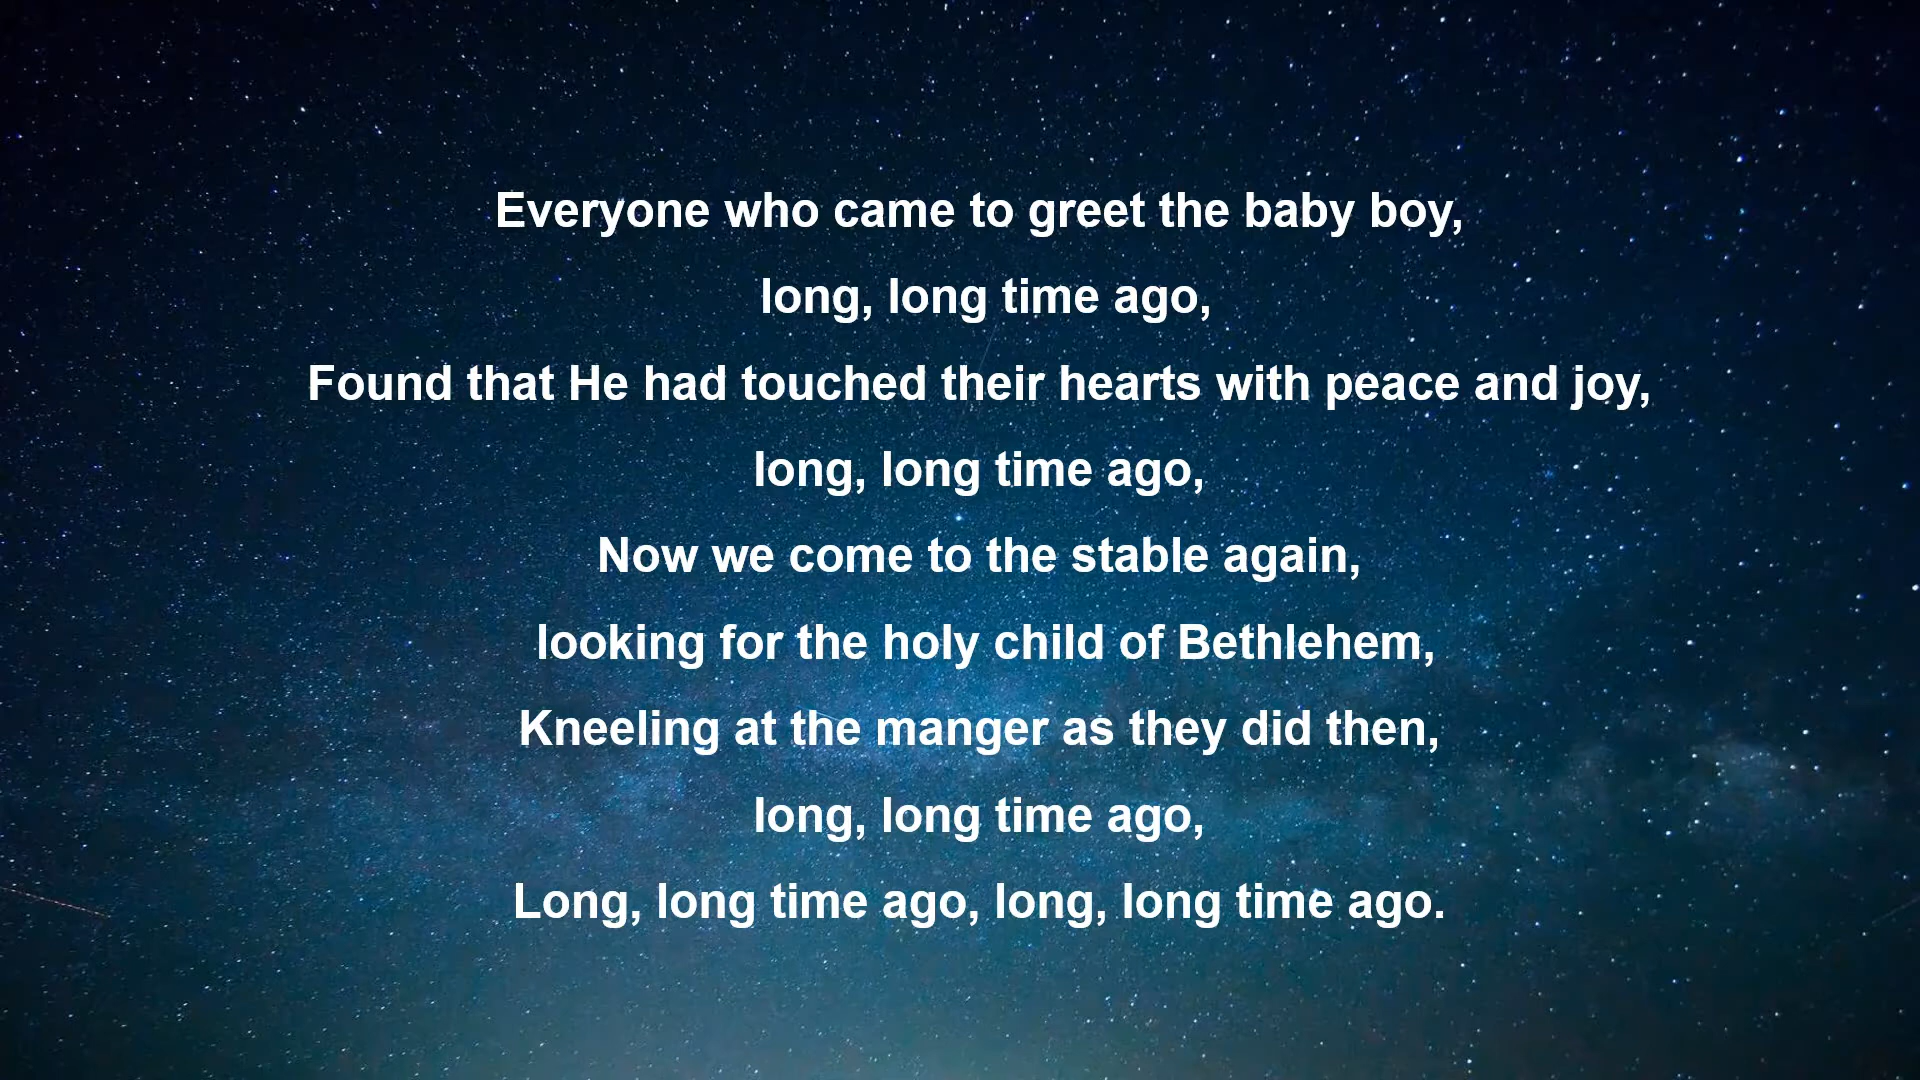 Everyone who came to greet the baby boy,
long, long time ago,
Found that He had touched their hearts with peace and joy,
long, long time ago,
Now we come to the stable again,
looking for the holy child of Bethlehem,
Kneeling at the manger as they did then,
long, long time ago,
Long, long time ago, long, long time ago.